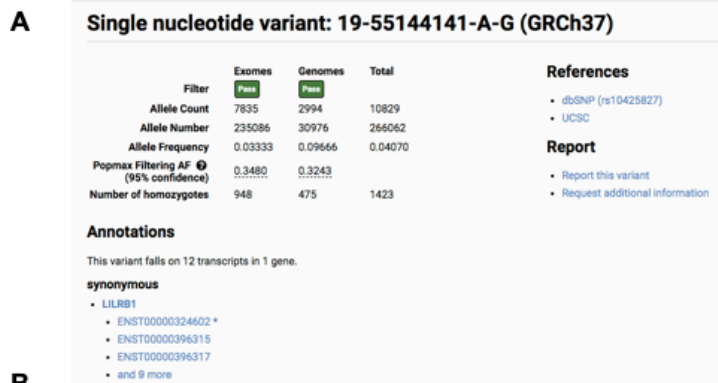 A
Single nucleotide variant: 19-55144141-A-G (GRCh37)
Exomes Genomes Total
Filter Pass Pass
Allele Count 7835 2994 10829
Allele Number 235086 30976 266062
Allele Frequency 0.03333 0.09666 0.04070
Popmax Filtering AF ?
(95% confidence) 0.3480 0.3243
Number of homozygotes 948 475 1423
References
dbSNP (rs10425827)
UCSC
Report
Report this variant
Request additional information
Annotations
This variant falls on 12 transcripts in 1 gene.
synonymous
LILRB1
ENST00000324602 *
ENST00000396315
ENST00000396317
and 9 more